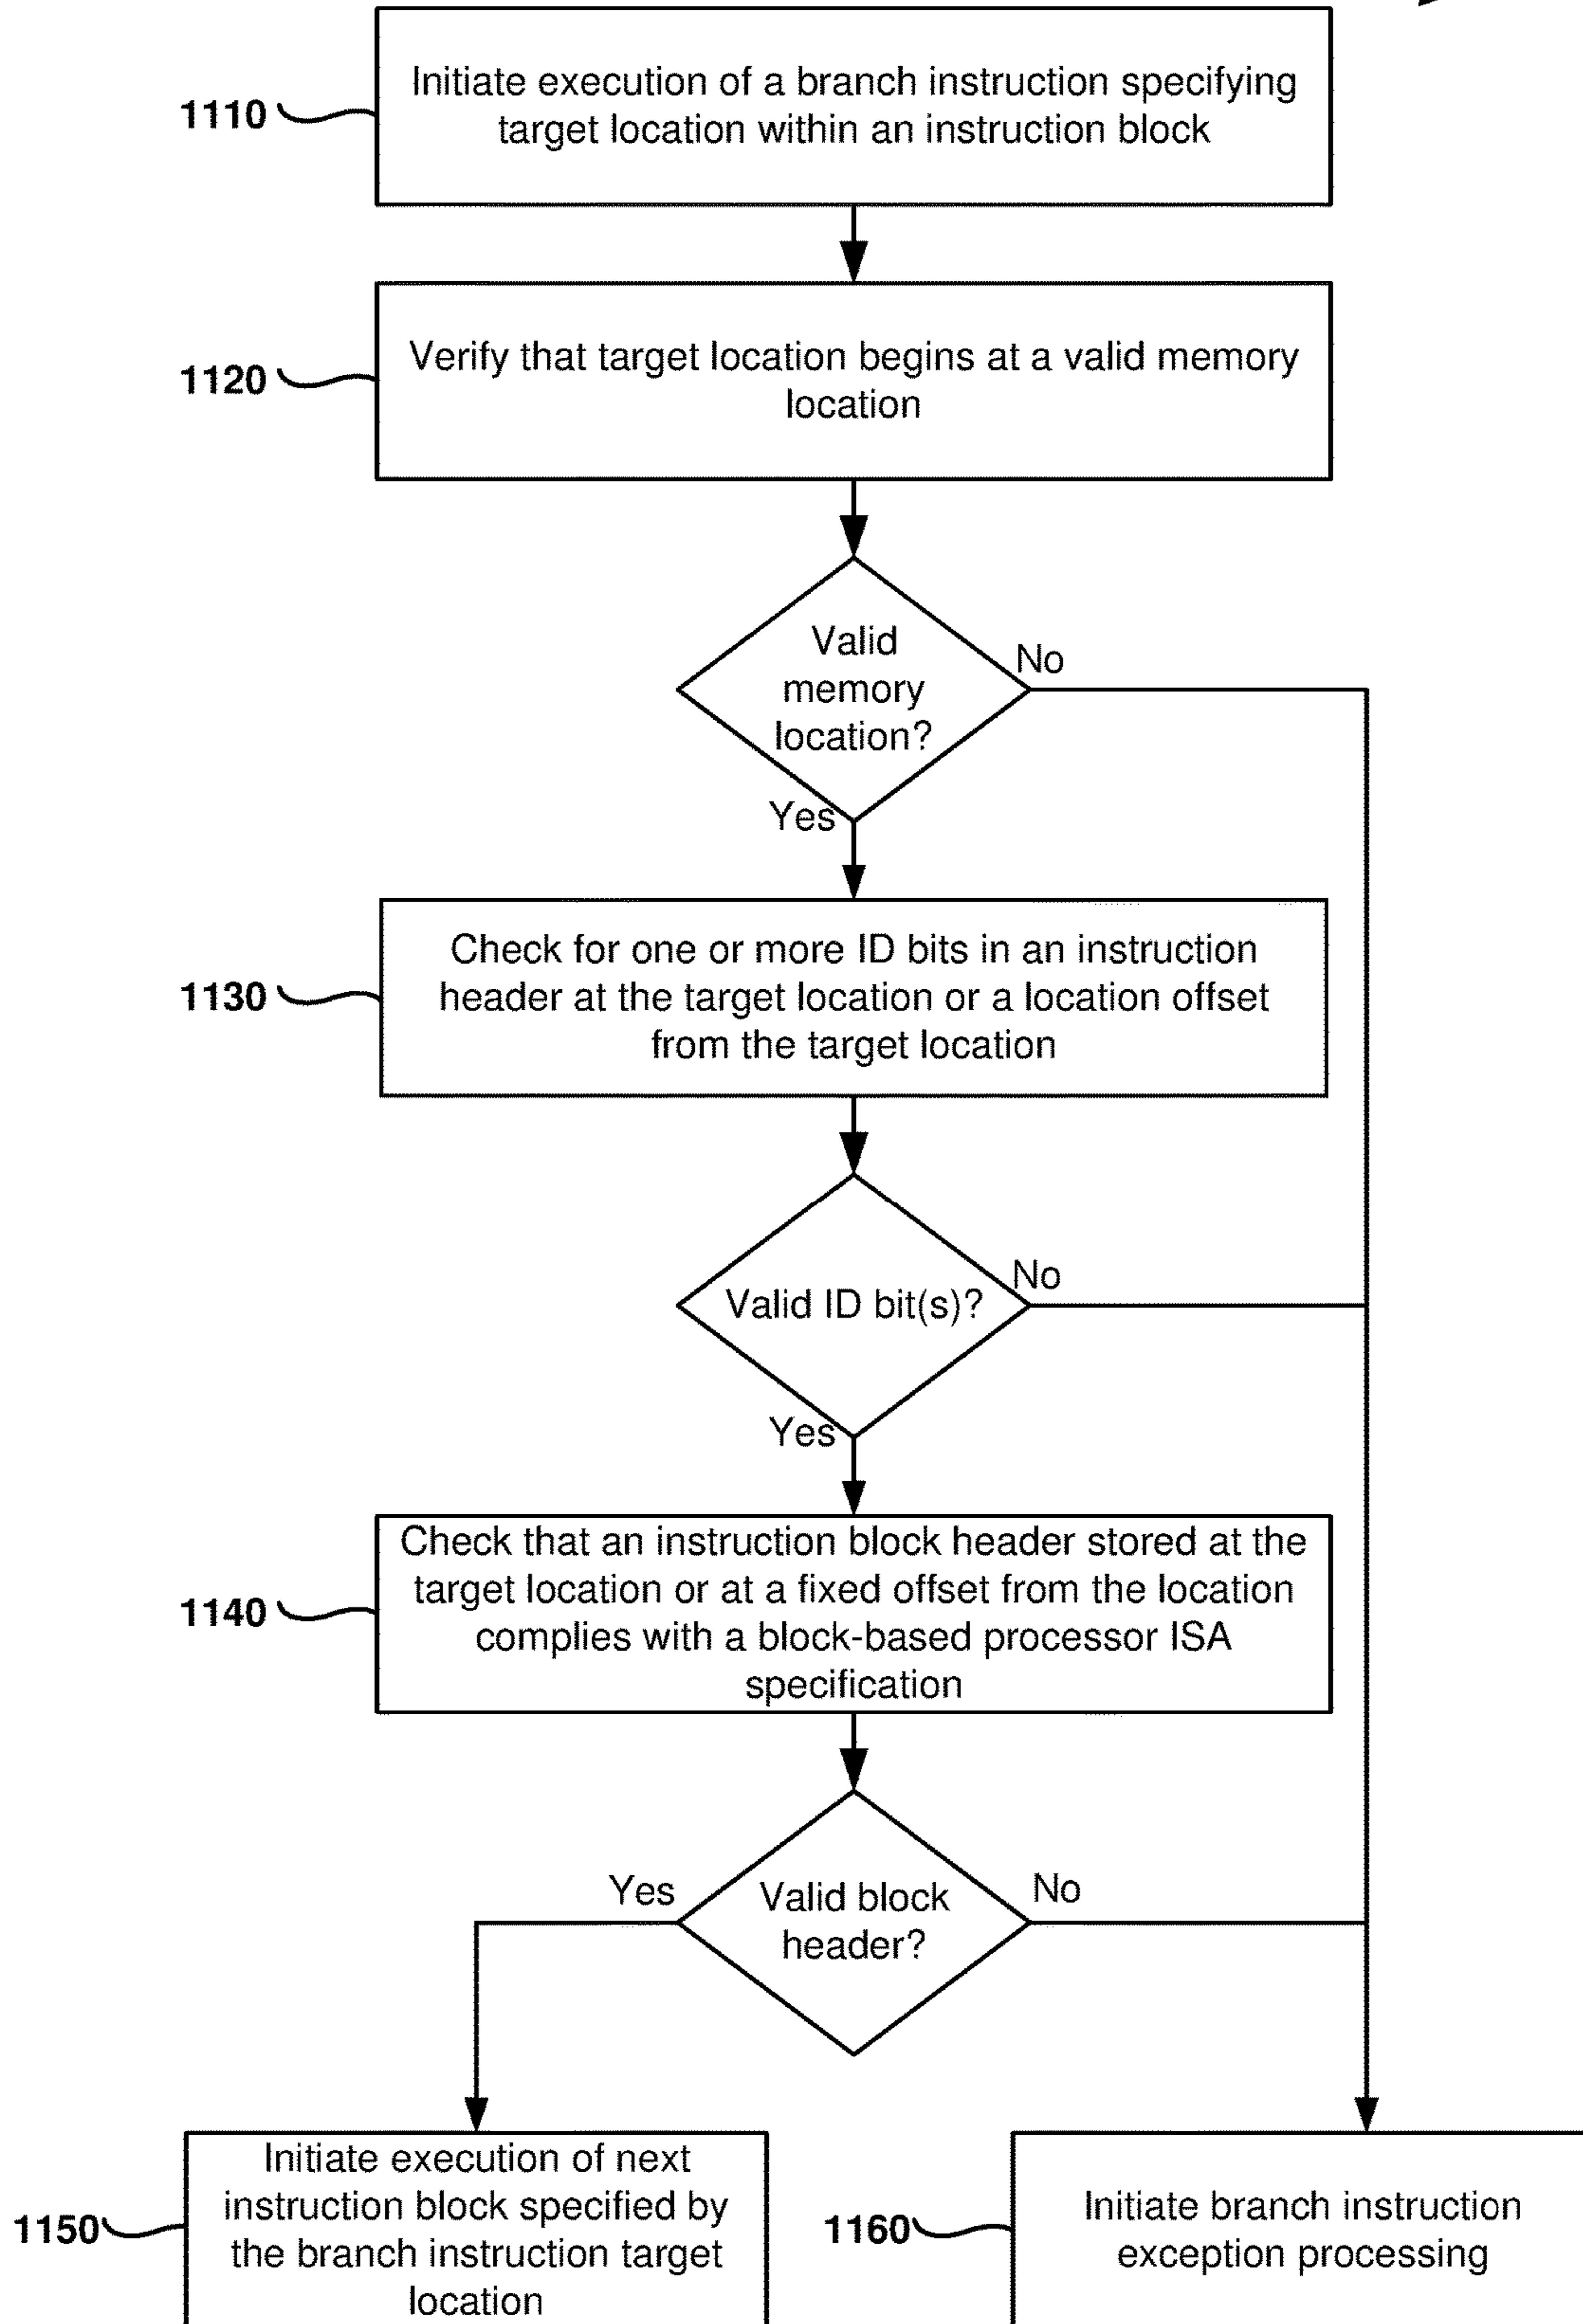 1110
Initiate execution of a branch instruction specifying
target location within an instruction block
1120
Verify that target location begins at a valid memory
location
Valid
memory
location?
No
Yes
1130
Check for one or more ID bits in an instruction
header at the target location or a location offset
from the target location
Valid ID bit(s)?
No
Yes
1140
Check that an instruction block header stored at the
target location or at a fixed offset from the location
complies with a block-based processor ISA
specification
Yes
Valid block
header?
No
1150
Initiate execution of next
instruction block specified by
the branch instruction target
location
1160
Initiate branch instruction
exception processing